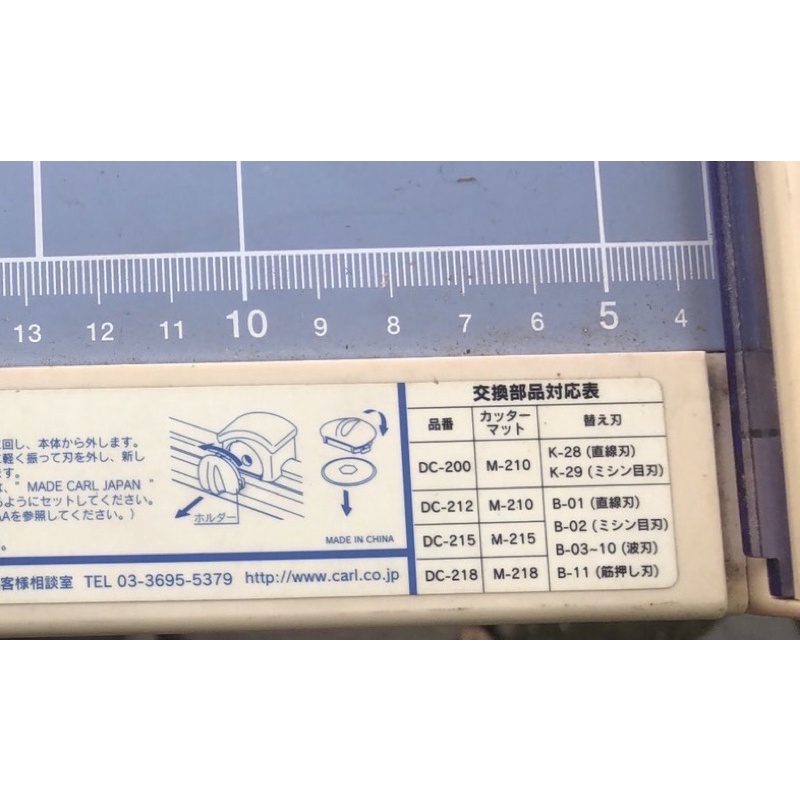 13 12 11 10 9 8 7 6 5 4
回し、本体から外します。
軽く振って刃を外し、新し
ます。
は、" MADE CARL JAPAN "
るようにセットしてください。
Aを参照してください。)
。
ホルダー
MADE IN CHINA
客様相談室 TEL 03-3695-5379 http://www.carl.co.jp
交換部品対応表
品番 カッターマット 替え刃
DC-200 M-210 K-28 (直線刃)
K-29 (ミシン目刃)
DC-212 M-210 B-01 (直線刃)
B-02 (ミシン目刃)
DC-215 M-215 B-03~10 (波刃)
DC-218 M-218 B-11 (筋押し刃)